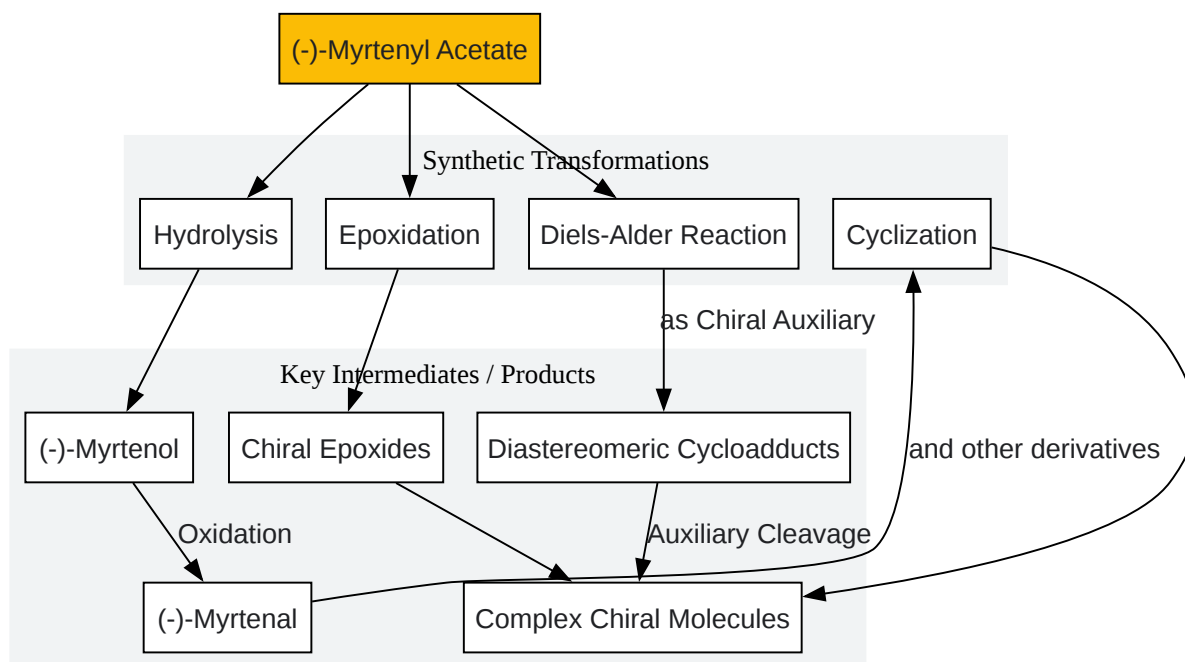 (-)-Myrtenyl Acetate
Synthetic Transformations
Hydrolysis
Epoxidation
Diels-Alder Reaction
Cyclization
as Chiral Auxiliary
Key Intermediates / Products
(-)-Myrtenol
Chiral Epoxides
Diastereomeric Cycloadducts
and other derivatives
Oxidation
Auxiliary Cleavage
(-)-Myrtenal
Complex Chiral Molecules